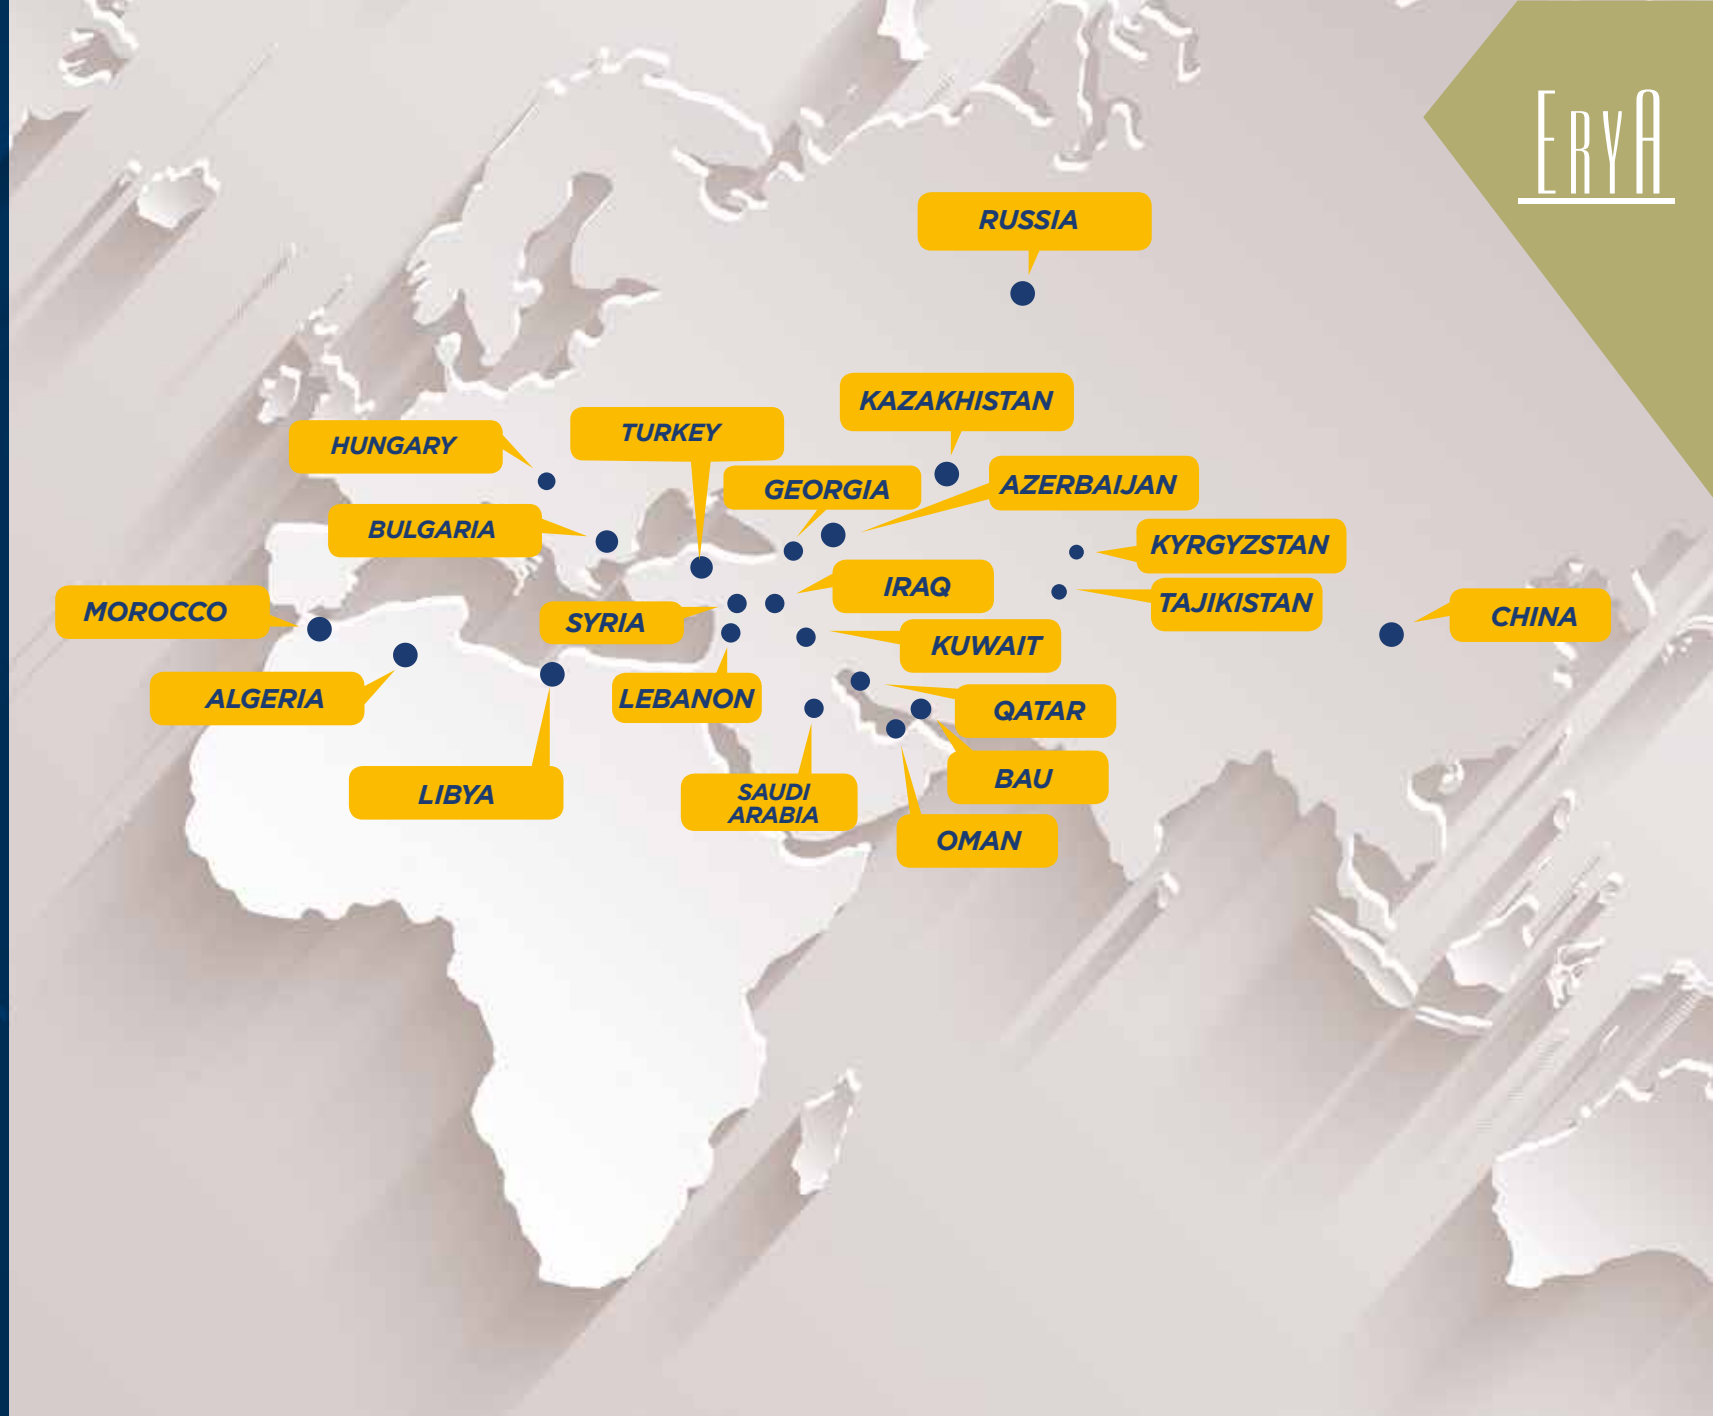 ERYA
RUSSIA
KAZAKHISTAN
TURKEY
HUNGARY
GEORGIA
AZERBAIJAN
BULGARIA
KYRGYZSTAN
IRAQ
TAJIKISTAN
MOROCCO
SYRIA
CHINA
KUWAIT
ALGERIA
LEBANON
QATAR
BAU
LIBYA
SAUDI
ARABIA
OMAN